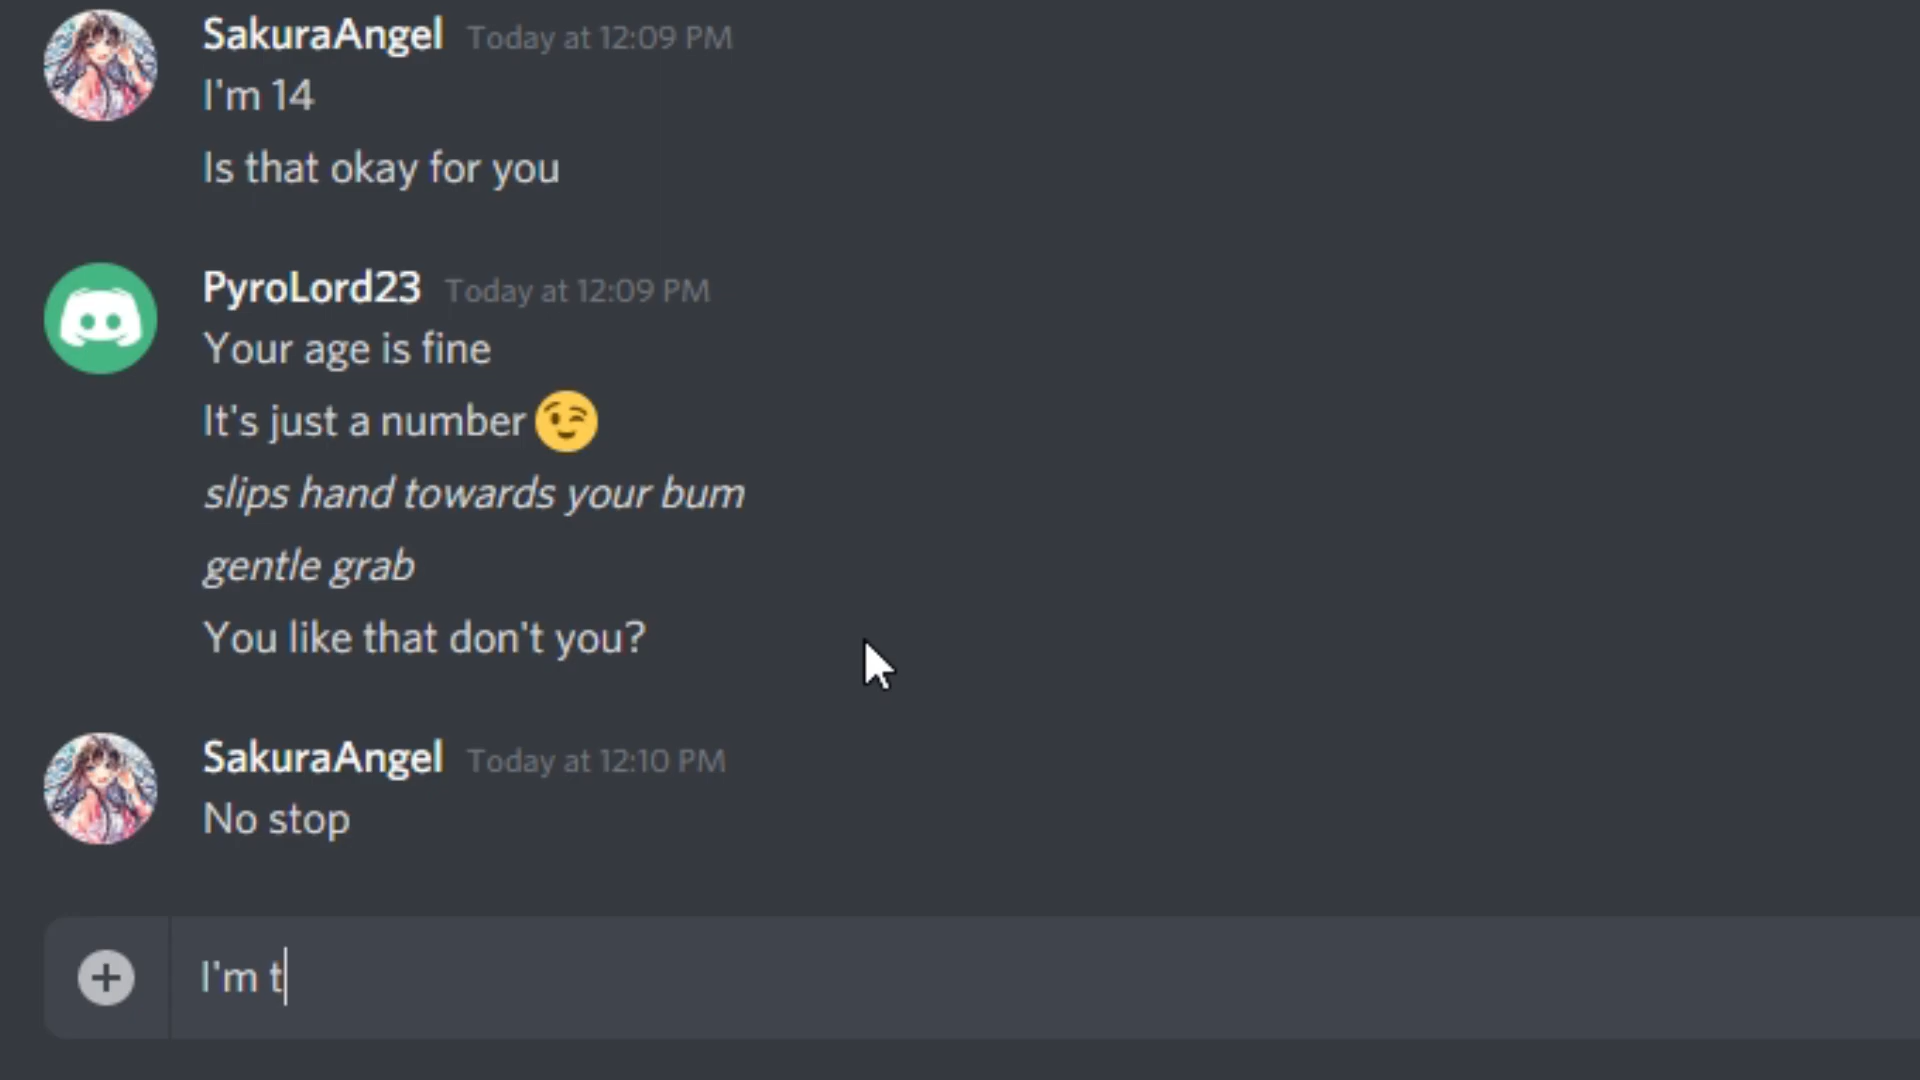 SakuraAngel Today at 12:09 PM
I'm 14
Is that okay for you
PyroLord23 Today at 12:09 PM
Your age is fine
It's just a number 😉
slips hand towards your bum
gentle grab
You like that don't you?
SakuraAngel Today at 12:10 PM
No stop
I'm t